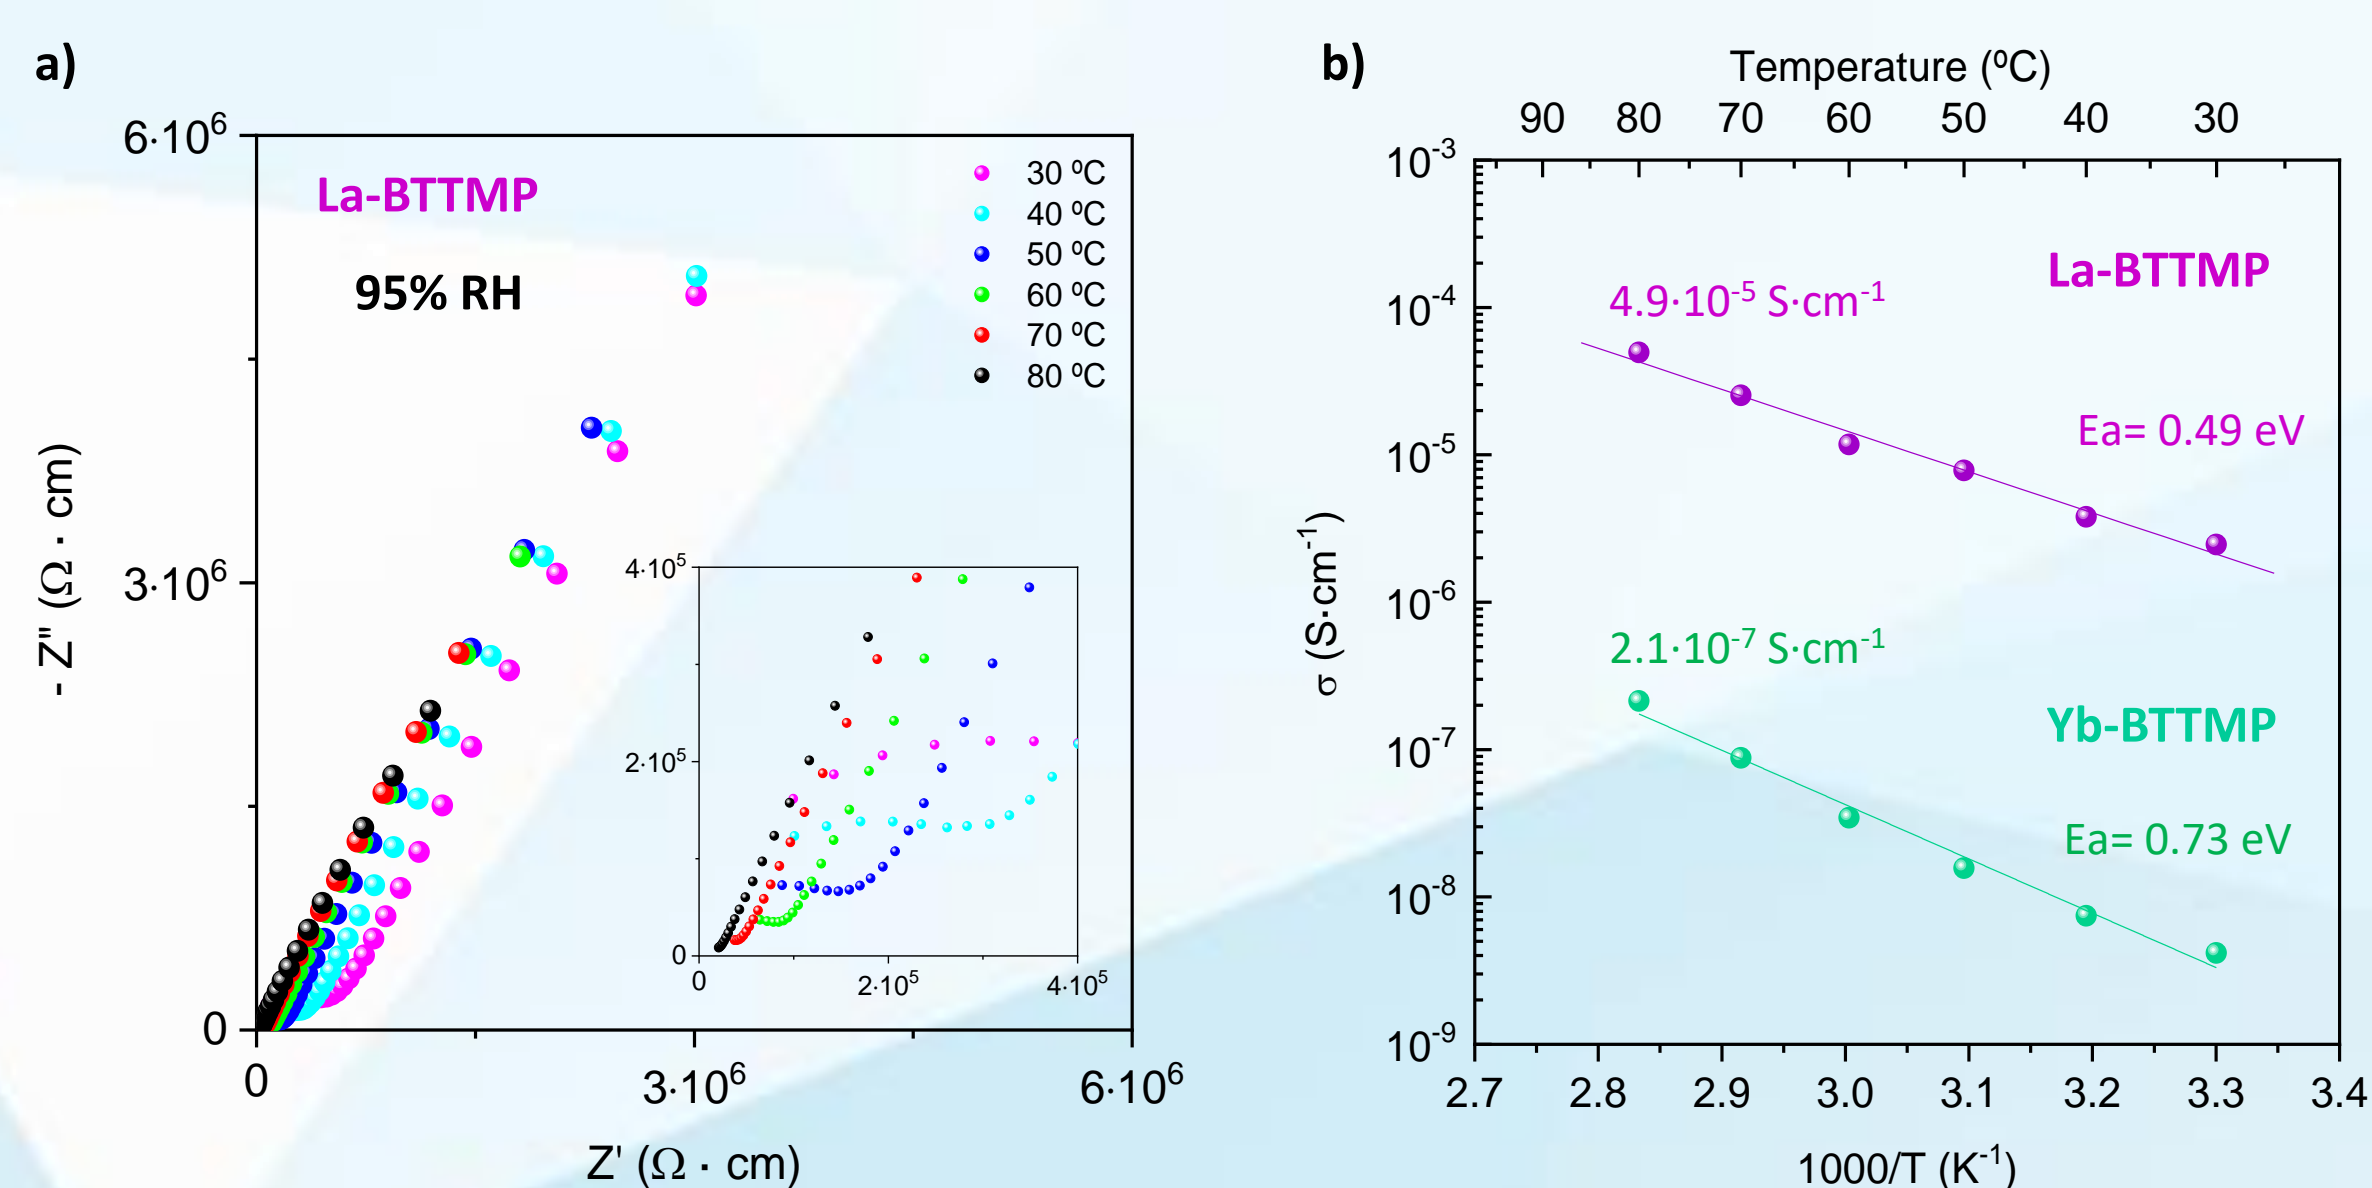 a)
6·10⁶
3·10⁶
0
- Z" (Ω · cm)
La-BTTMP
95% RH
30 ºC
40 ºC
50 ºC
60 ºC
70 ºC
80 ºC
4·10⁵
2·10⁵
0
0
2·10⁵
4·10⁵
0
3·10⁶
6·10⁶
Z' (Ω · cm)
b)
Temperature (ºC)
90
80
70
60
50
40
30
10⁻³
10⁻⁴
10⁻⁵
10⁻⁶
10⁻⁷
10⁻⁸
10⁻⁹
σ (S·cm⁻¹)
La-BTTMP
4.9·10⁻⁵ S·cm⁻¹
Ea= 0.49 eV
2.1·10⁻⁷ S·cm⁻¹
Yb-BTTMP
Ea= 0.73 eV
2.7
2.8
2.9
3.0
3.1
3.2
3.3
3.4
1000/T (K⁻¹)